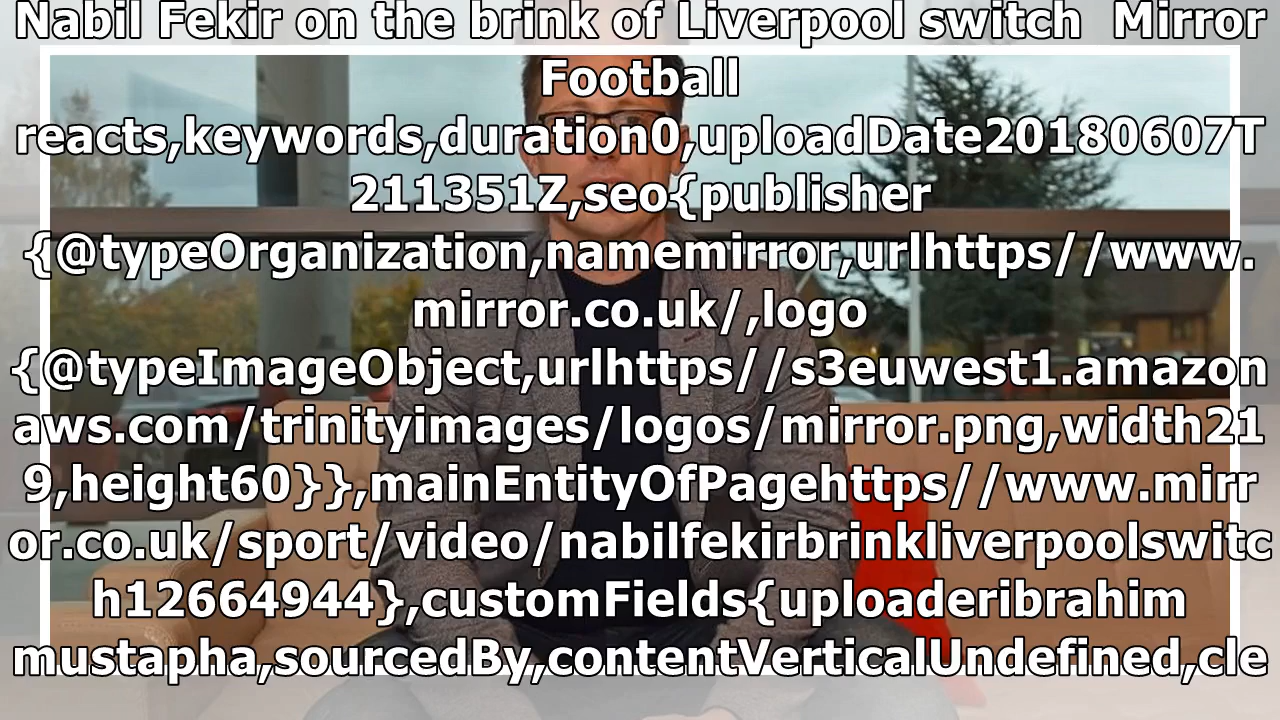 Nabil Fekir on the brink of Liverpool switch  Mirror
Football
reacts,keywords,duration0,uploadDate20180607T
211351Z,seo{publisher
{@typeOrganization,namemirror,urlhttps//www.
mirror.co.uk/,logo
{@typeImageObject,urlhttps//s3euwest1.amazon
aws.com/trinityimages/logos/mirror.png,width21
9,height60}},mainEntityOfPagehttps//www.mirr
or.co.uk/sport/video/nabilfekirbrinkliverpoolswitc
h12664944},customFields{uploaderibrahim
mustapha,sourcedBy,contentVerticalUndefined,cle